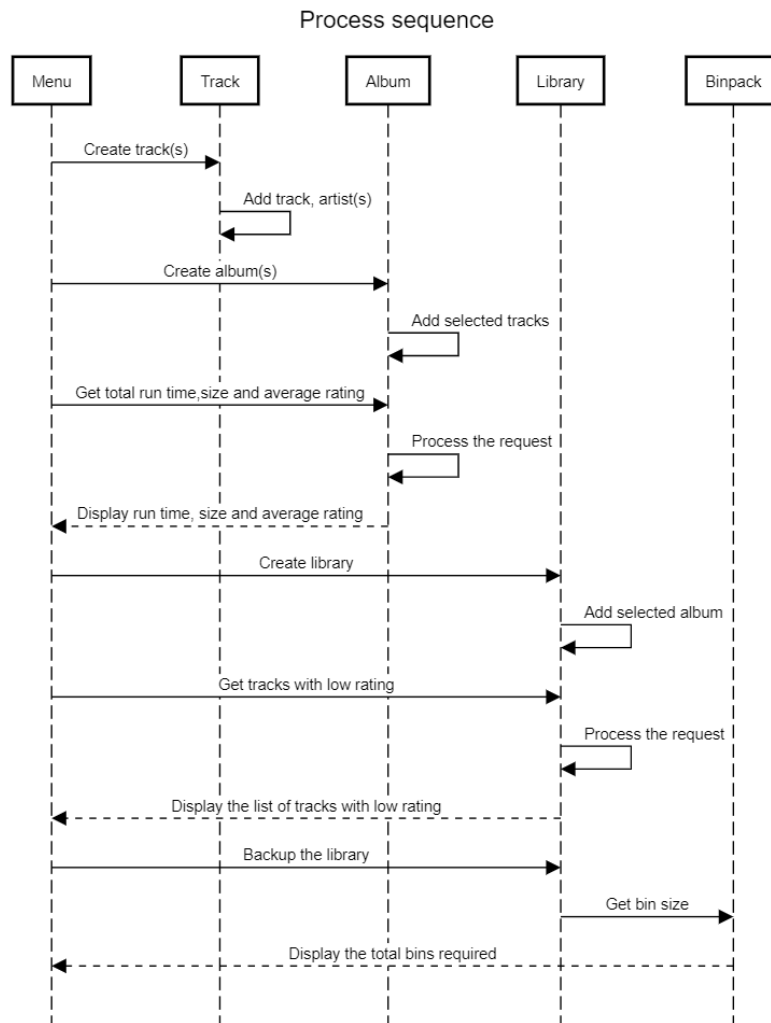 Process sequence
Menu
Track
Album
Library
Binpack
Create track(s)
Add track, artist(s)
Create album(s)
Add selected tracks
Get total run time,size and average rating
Process the request
Display run time, size and average rating
Create library
Add selected album
Get tracks with low rating
Process the request
Display the list of tracks with low rating
Backup the library
Get bin size
Display the total bins required